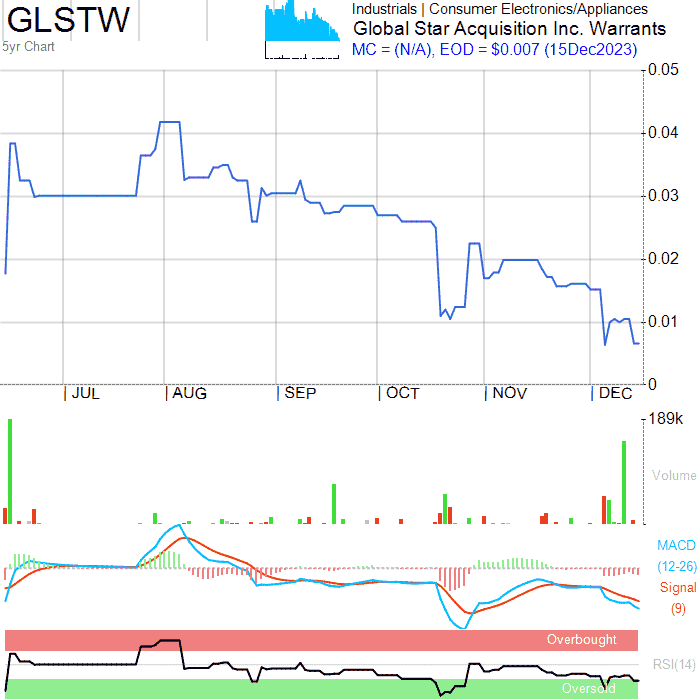 GLSTW
5yr Chart
Industrials | Consumer Electronics/Appliances
Global Star Acquisition Inc. Warrants
MC = (N/A), EOD = $0.007 (15Dec2023)
0.05
0.04
0.03
0.02
0.01
0
JUL AUG SEP OCT NOV DEC
189k
Volume
MACD
(12-26)
Signal
(9)
Overbought
RSI(14)
Oversold